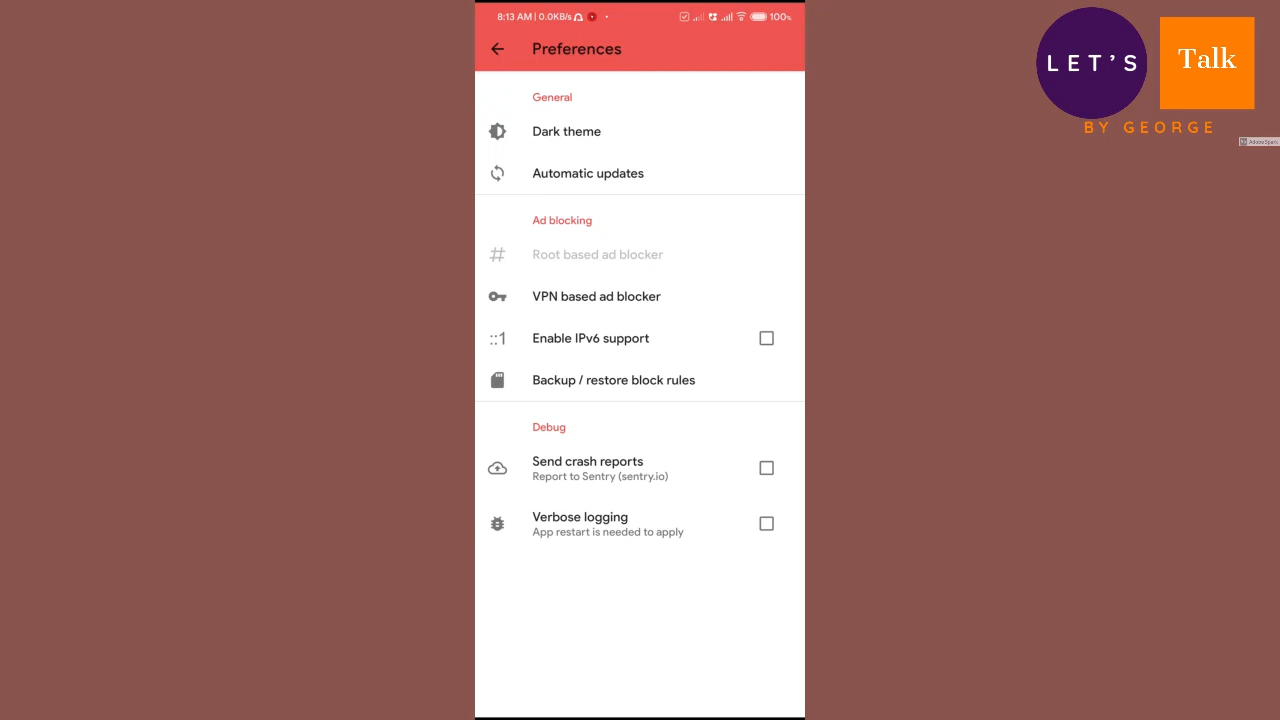 8:13 AM | 0.0KB/s
100%
Preferences
General
Dark theme
Automatic updates
Ad blocking
# Root based ad blocker
VPN based ad blocker
::1 Enable IPv6 support
Backup / restore block rules
Debug
Send crash reports
Report to Sentry (sentry.io)
Verbose logging
App restart is needed to apply
LET'S
Talk
BY GEORGE
Adobe Spark